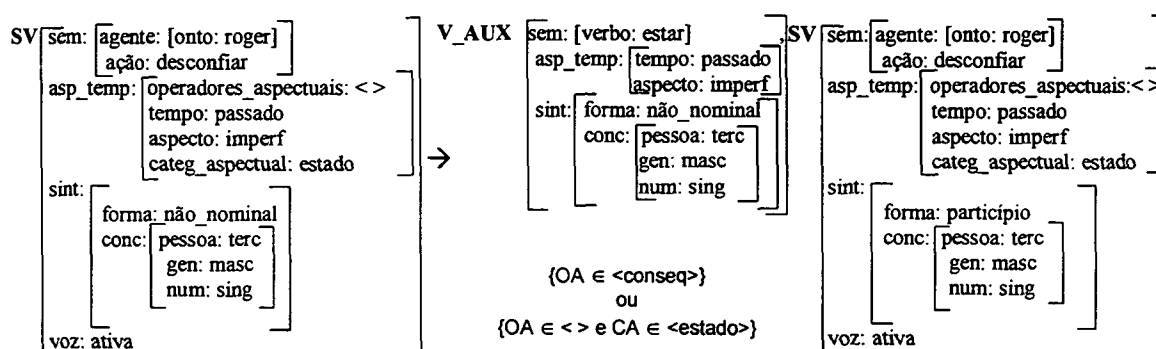 SV sem: [agente: [onto: roger]
ação: desconfiar
asp_temp: operadores_aspectuais: < >
tempo: passado
aspecto: imperf
categ_aspectual: estado
sint:
forma: não_nominal
conc: pessoa: terc
gen: masc
num: sing
voz: ativa
→
V_AUX sem: [verbo: estar]
asp_temp: tempo: passado
aspecto: imperf
sint: forma: não_nominal
conc: pessoa: terc
gen: masc
num: sing
{OA ∈ <conseq>}
ou
{OA ∈ < > e CA ∈ <estado>}
, SV sem: agente: [onto: roger]
ação: desconfiar
asp_temp: operadores_aspectuais:< >
tempo: passado
aspecto: imperf
categ_aspectual: estado
sint:
forma: particípio
conc: pessoa: terc
gen: masc
num: sing
voz: ativa